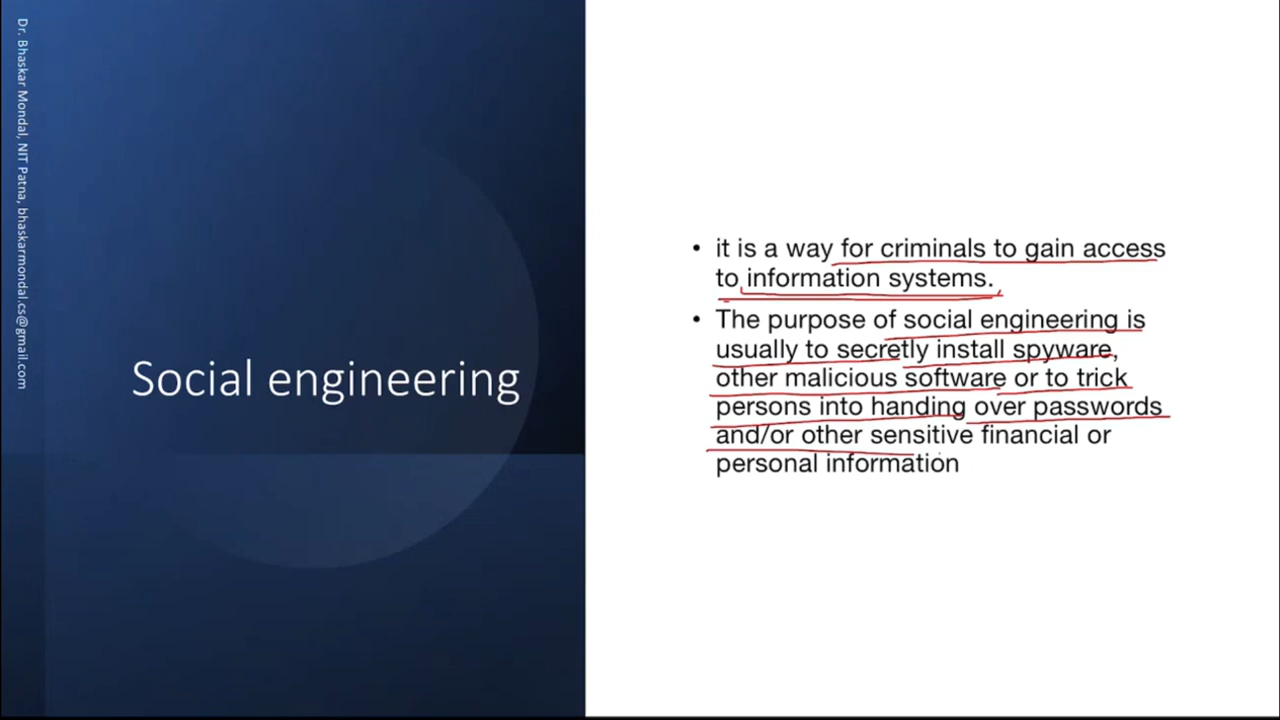 Dr. Bhaskar Mondal, NIT Patna, bhaskarmondal.cs@gmail.com
Social engineering
• it is a way for criminals to gain access
to information systems.
• The purpose of social engineering is
usually to secretly install spyware,
other malicious software or to trick
persons into handing over passwords
and/or other sensitive financial or
personal information